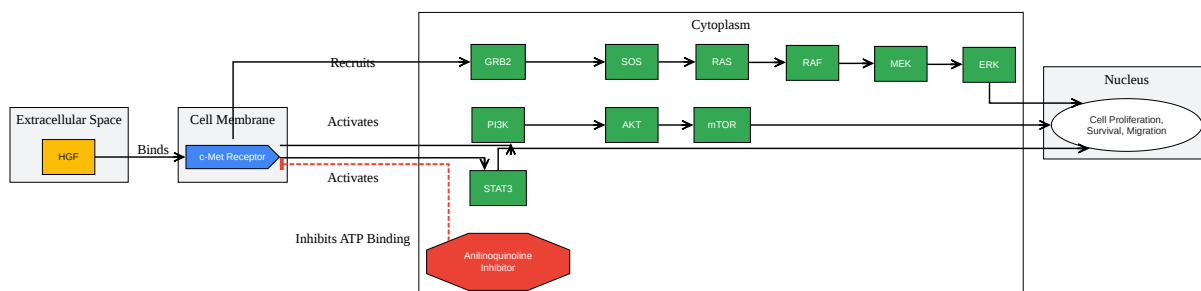 Cytoplasm
Recruits
GRB2
SOS
RAS
RAF
MEK
ERK
Nucleus
Extracellular Space
Cell Membrane
Activates
PI3K
AKT
mTOR
Cell Proliferation,
Survival, Migration
HGF
Binds
c-Met Receptor
Activates
STAT3
Inhibits ATP Binding
Anilinoquinoline
Inhibitor